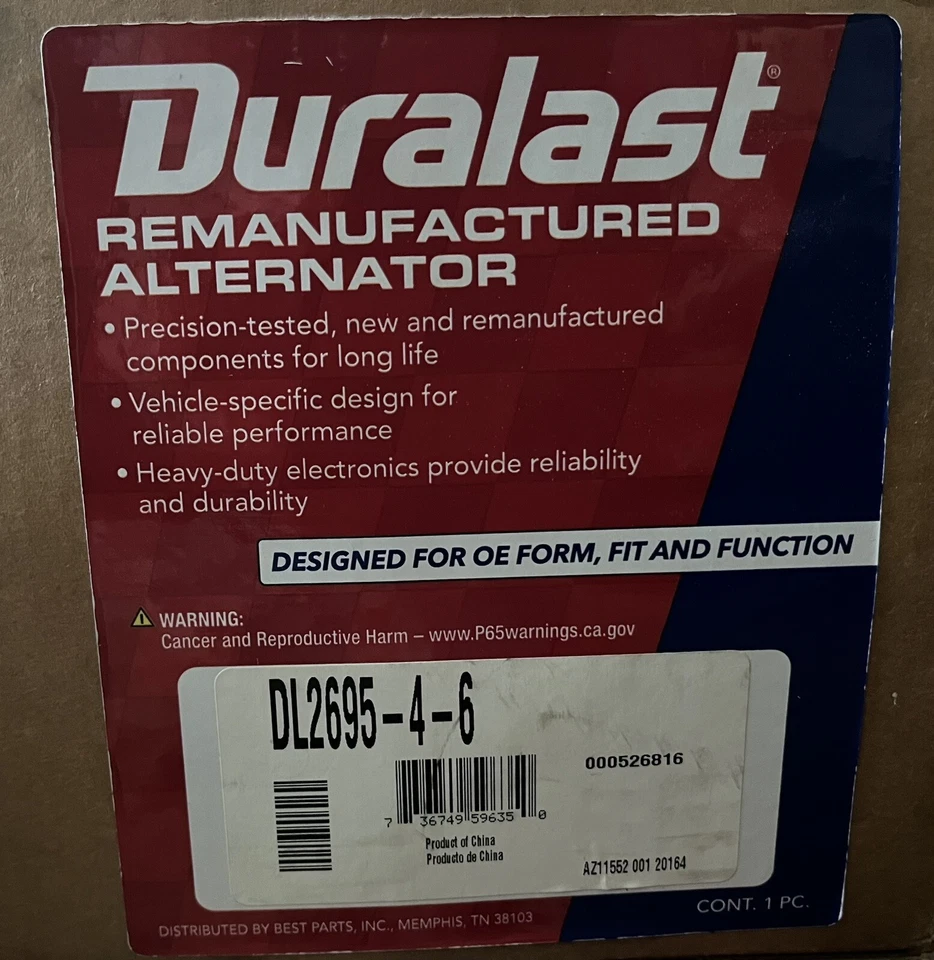 Duralast®
REMANUFACTURED
ALTERNATOR
• Precision-tested, new and remanufactured
components for long life
• Vehicle-specific design for
reliable performance
• Heavy-duty electronics provide reliability
and durability
DESIGNED FOR OE FORM, FIT AND FUNCTION
WARNING:
Cancer and Reproductive Harm – www.P65warnings.ca.gov
DL2695-4-6
000526816
7 36749 59635 0
Product of China
Producto de China
AZ11552 001 20164
CONT. 1 PC.
DISTRIBUTED BY BEST PARTS, INC., MEMPHIS, TN 38103